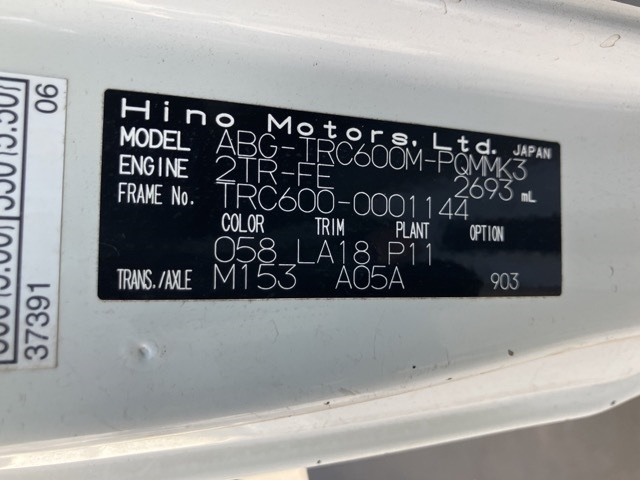 Hino Motors, Ltd. JAPAN
MODEL ABG-TRC600M-PQMMK3
ENGINE 2TR-FE 2693 mL
FRAME No. TRC600-0001144
COLOR TRIM PLANT OPTION
058 LA18 P11
TRANS./AXLE M153 A05A 903
06
37391